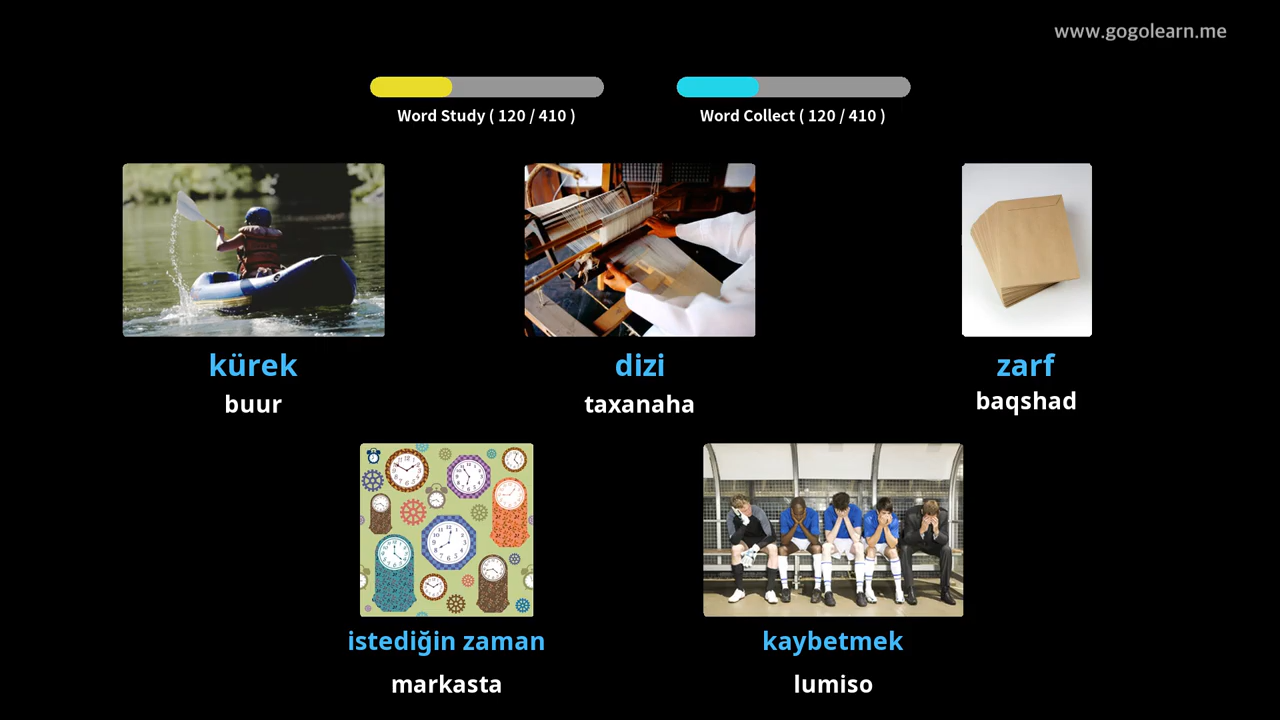 www.gogolearn.me
Word Study ( 120 / 410 )
Word Collect ( 120 / 410 )
kürek
buur
dizi
taxanaha
zarf
baqshad
istediğin zaman
markasta
kaybetmek
lumiso